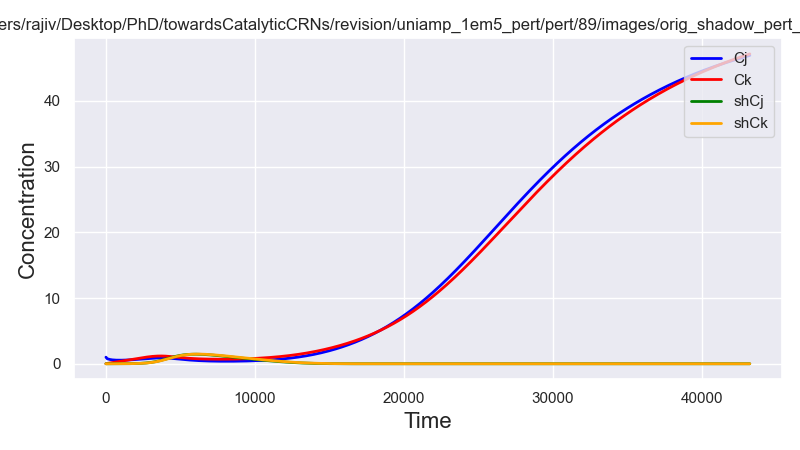 ers/rajiv/Desktop/PhD/towardsCatalyticCRNs/revision/uniamp_1em5_pert/pert/89/images/orig_shadow_pert_
Concentration
40
30
20
10
0
0 10000 20000 30000 40000
Time
Cj
Ck
shCj
shCk